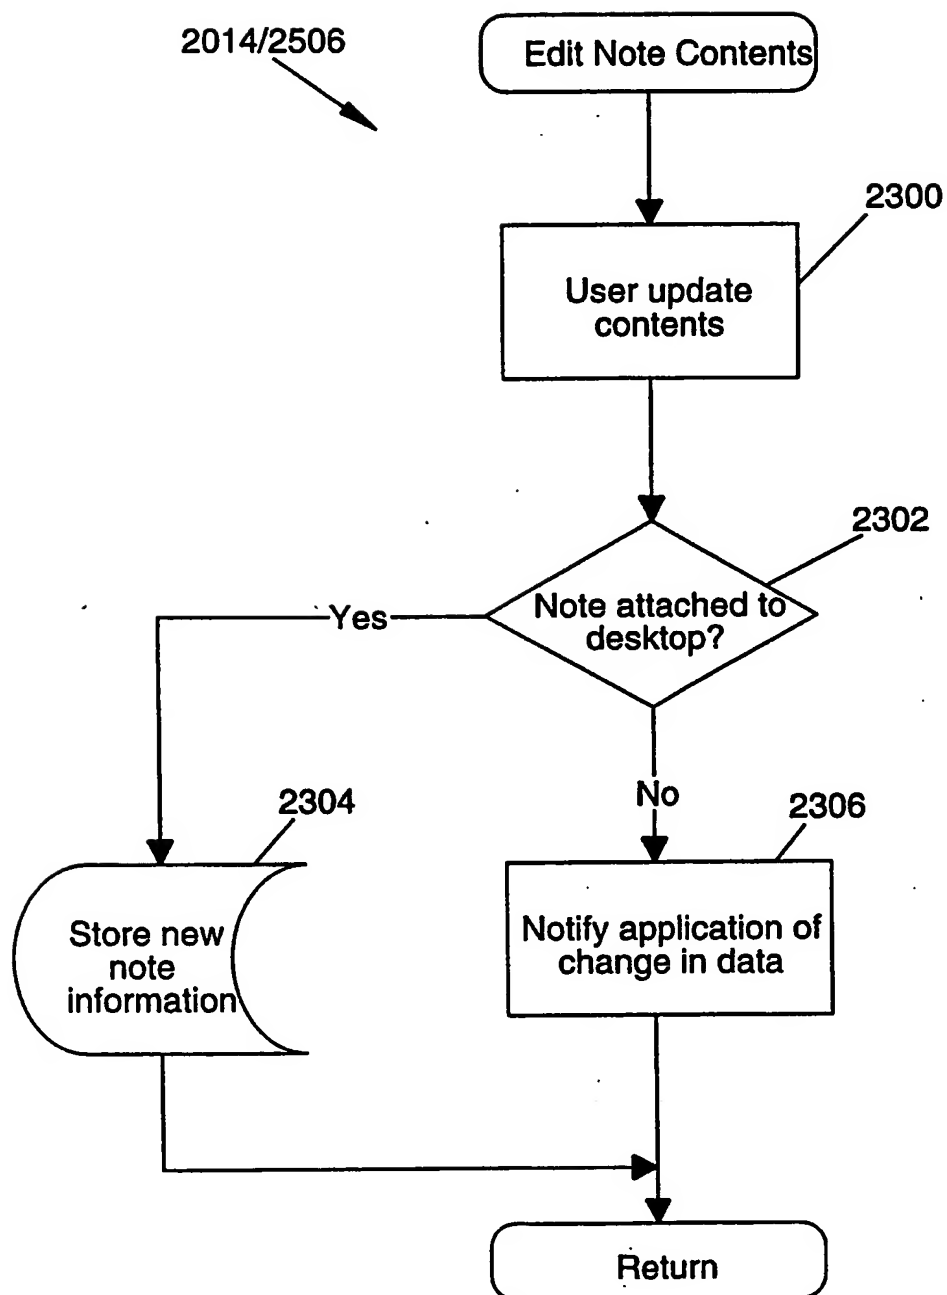 2014/2506
Edit Note Contents
2300
User update
contents
2302
Note attached to
desktop?
Yes
No
2304
2306
Store new
note
information
Notify application of
change in data
Return